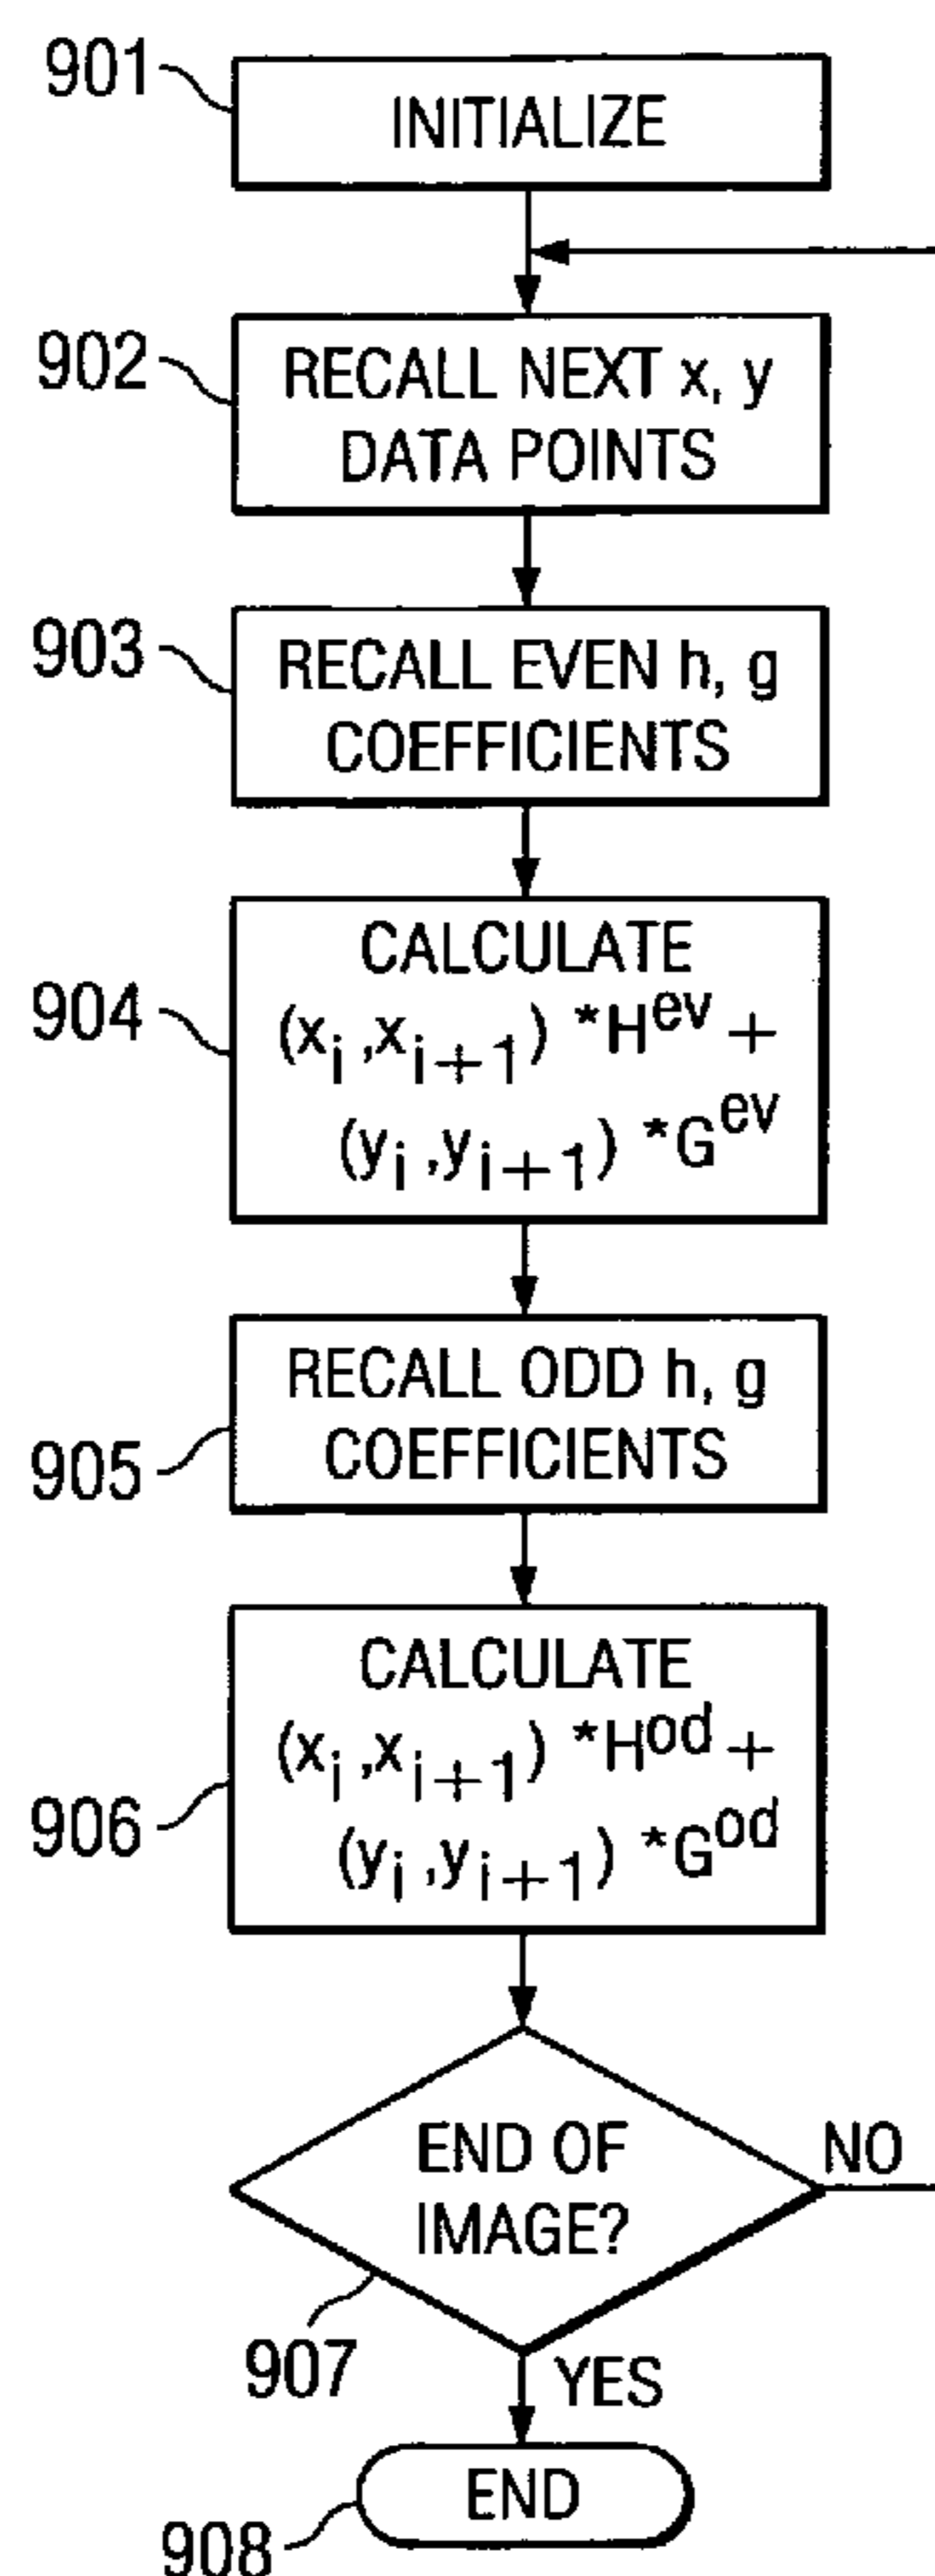 901
INITIALIZE
902
RECALL NEXT x, y
DATA POINTS
903
RECALL EVEN h, g
COEFFICIENTS
904
CALCULATE
(xᵢ,xᵢ₊₁) *Hᵉᵛ +
(yᵢ,yᵢ₊₁) *Gᵉᵛ
905
RECALL ODD h, g
COEFFICIENTS
906
CALCULATE
(xᵢ,xᵢ₊₁) *Hᵒᵈ +
(yᵢ,yᵢ₊₁) *Gᵒᵈ
END OF
IMAGE?
NO
907
YES
END
908